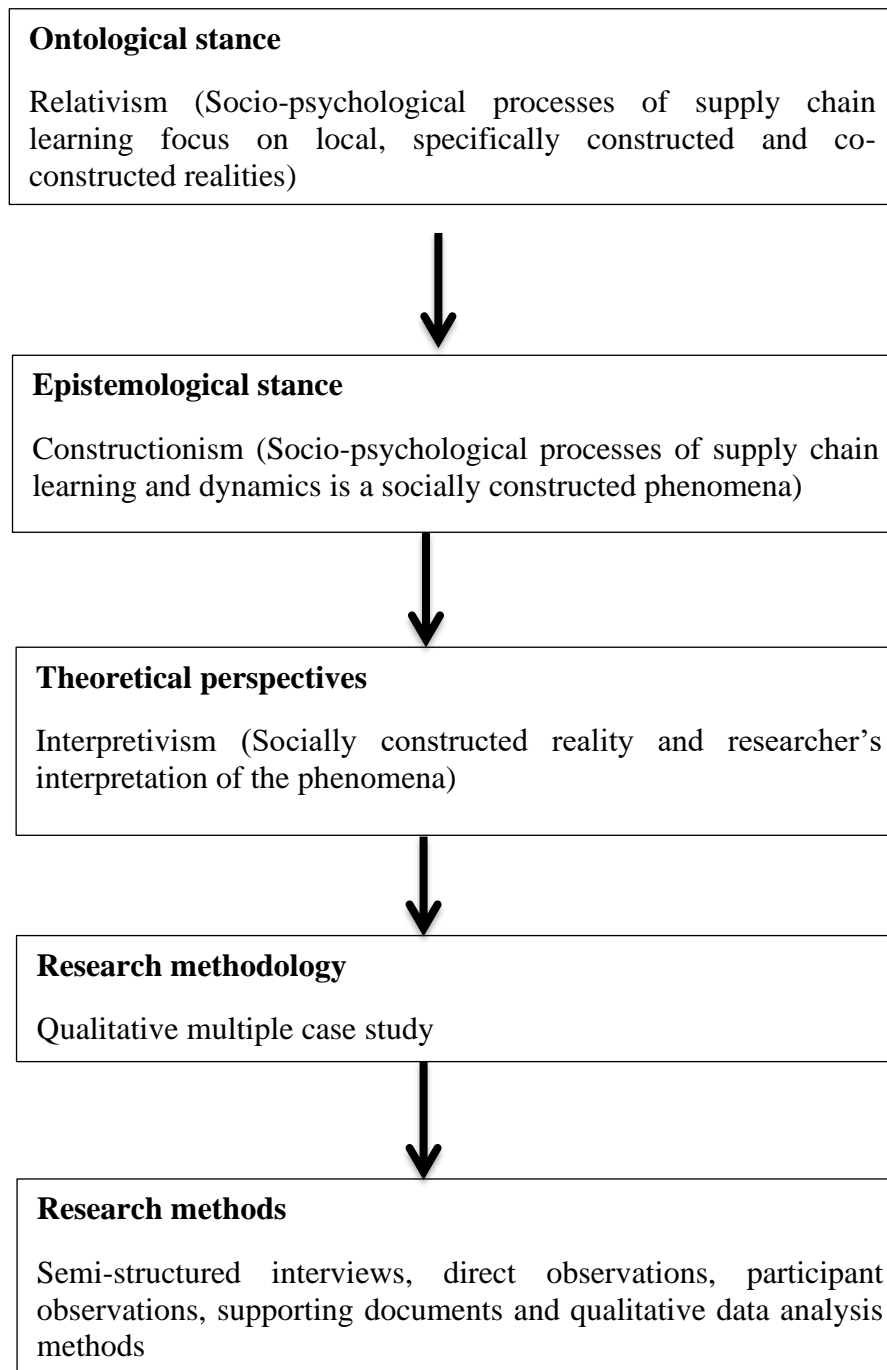 Ontological stance
Relativism (Socio-psychological processes of supply chain
learning focus on local, specifically constructed and co-
constructed realities)
Epistemological stance
Constructionism (Socio-psychological processes of supply chain
learning and dynamics is a socially constructed phenomena)
Theoretical perspectives
Interpretivism (Socially constructed reality and researcher’s
interpretation of the phenomena)
Research methodology
Qualitative multiple case study
Research methods
Semi-structured interviews, direct observations, participant
observations, supporting documents and qualitative data analysis
methods